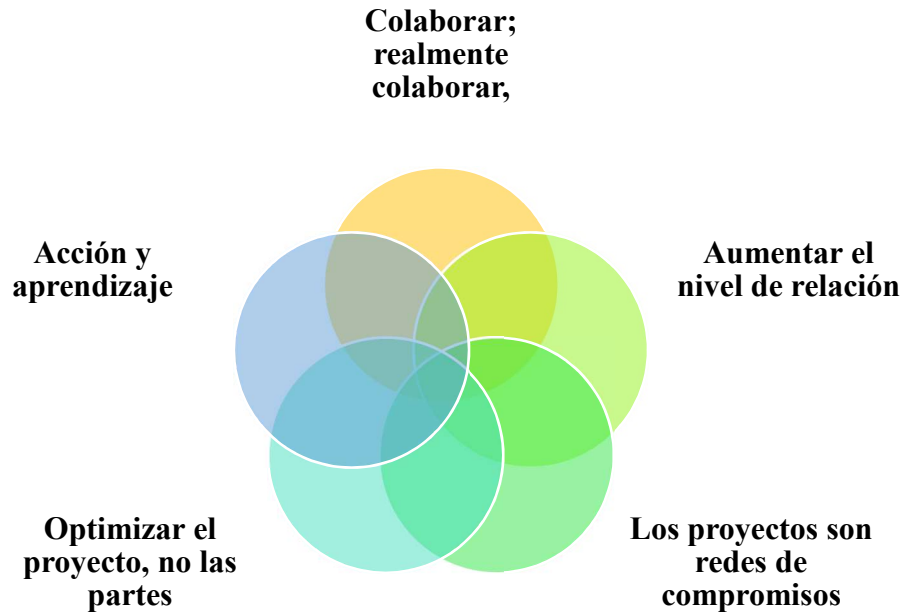 Colaborar;
realmente
colaborar,
Acción y
aprendizaje
Aumentar el
nivel de relación
Optimizar el
proyecto, no las
partes
Los proyectos son
redes de
compromisos